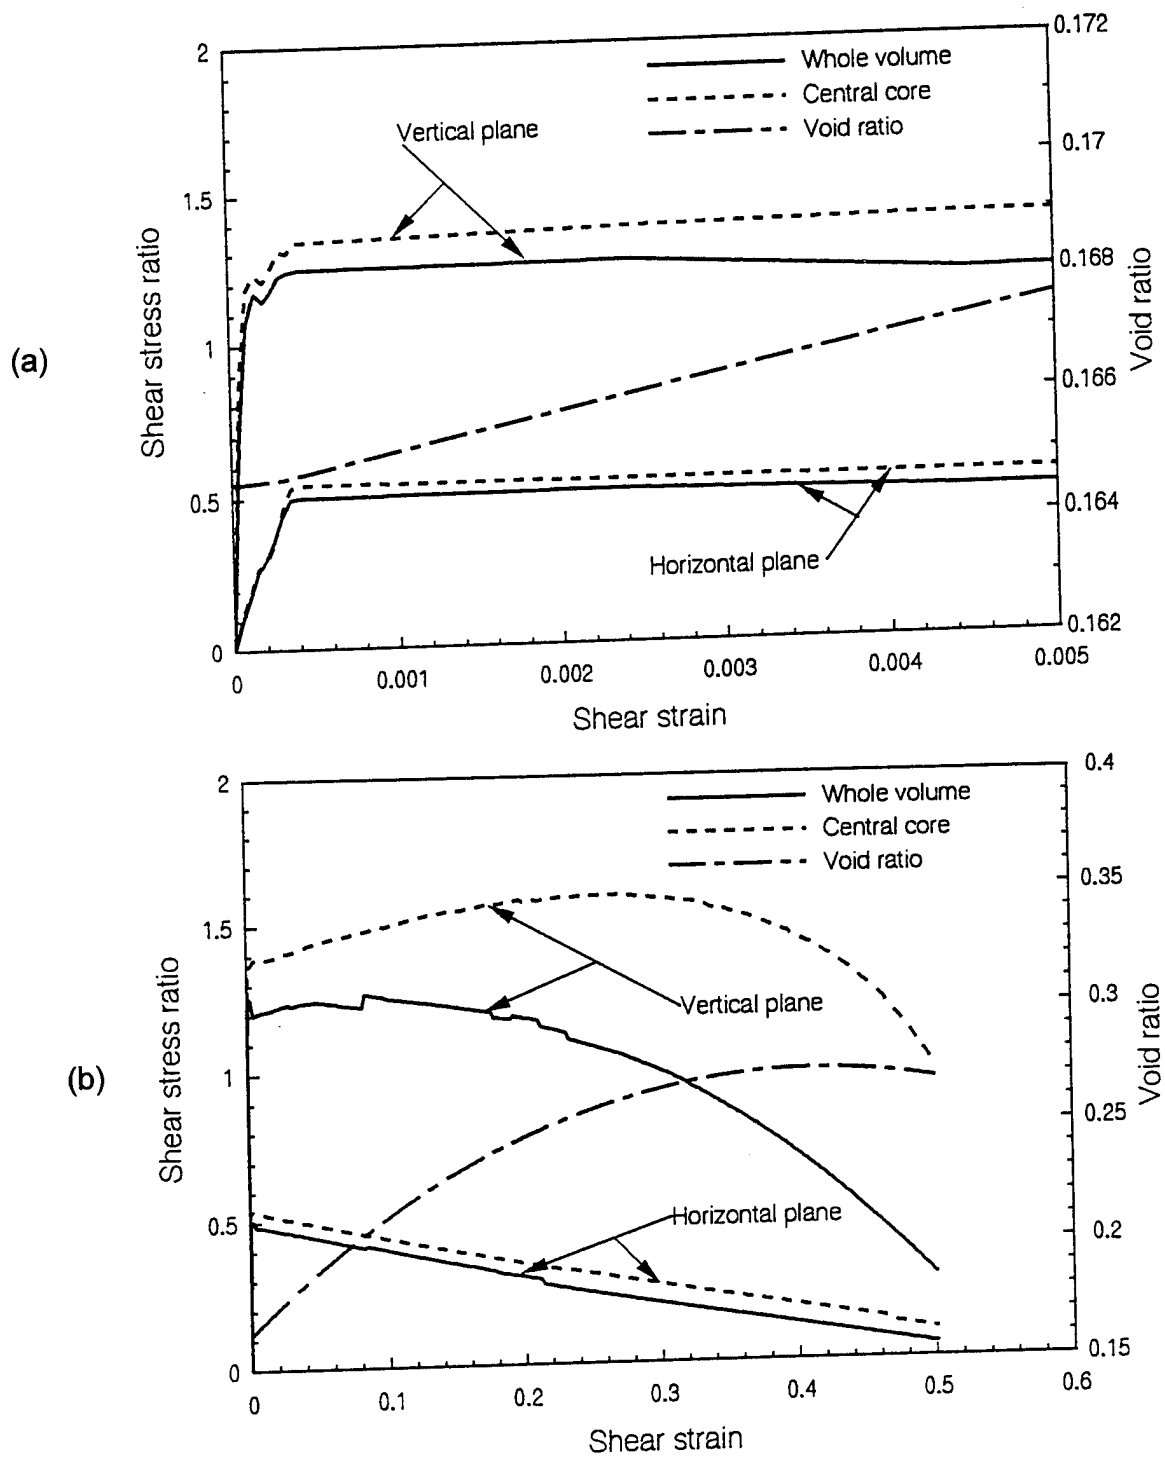 (a)
Shear stress ratio
2
1.5
1
0.5
0
Whole volume
Central core
Void ratio
Vertical plane
Horizontal plane
0.172
0.17
0.168
0.166
0.164
0.162
Void ratio
0
0.001
0.002
0.003
0.004
0.005
Shear strain
(b)
Shear stress ratio
2
1.5
1
0.5
0
Whole volume
Central core
Void ratio
Vertical plane
Horizontal plane
0.4
0.35
0.3
0.25
0.2
0.15
Void ratio
0
0.1
0.2
0.3
0.4
0.5
0.6
Shear strain